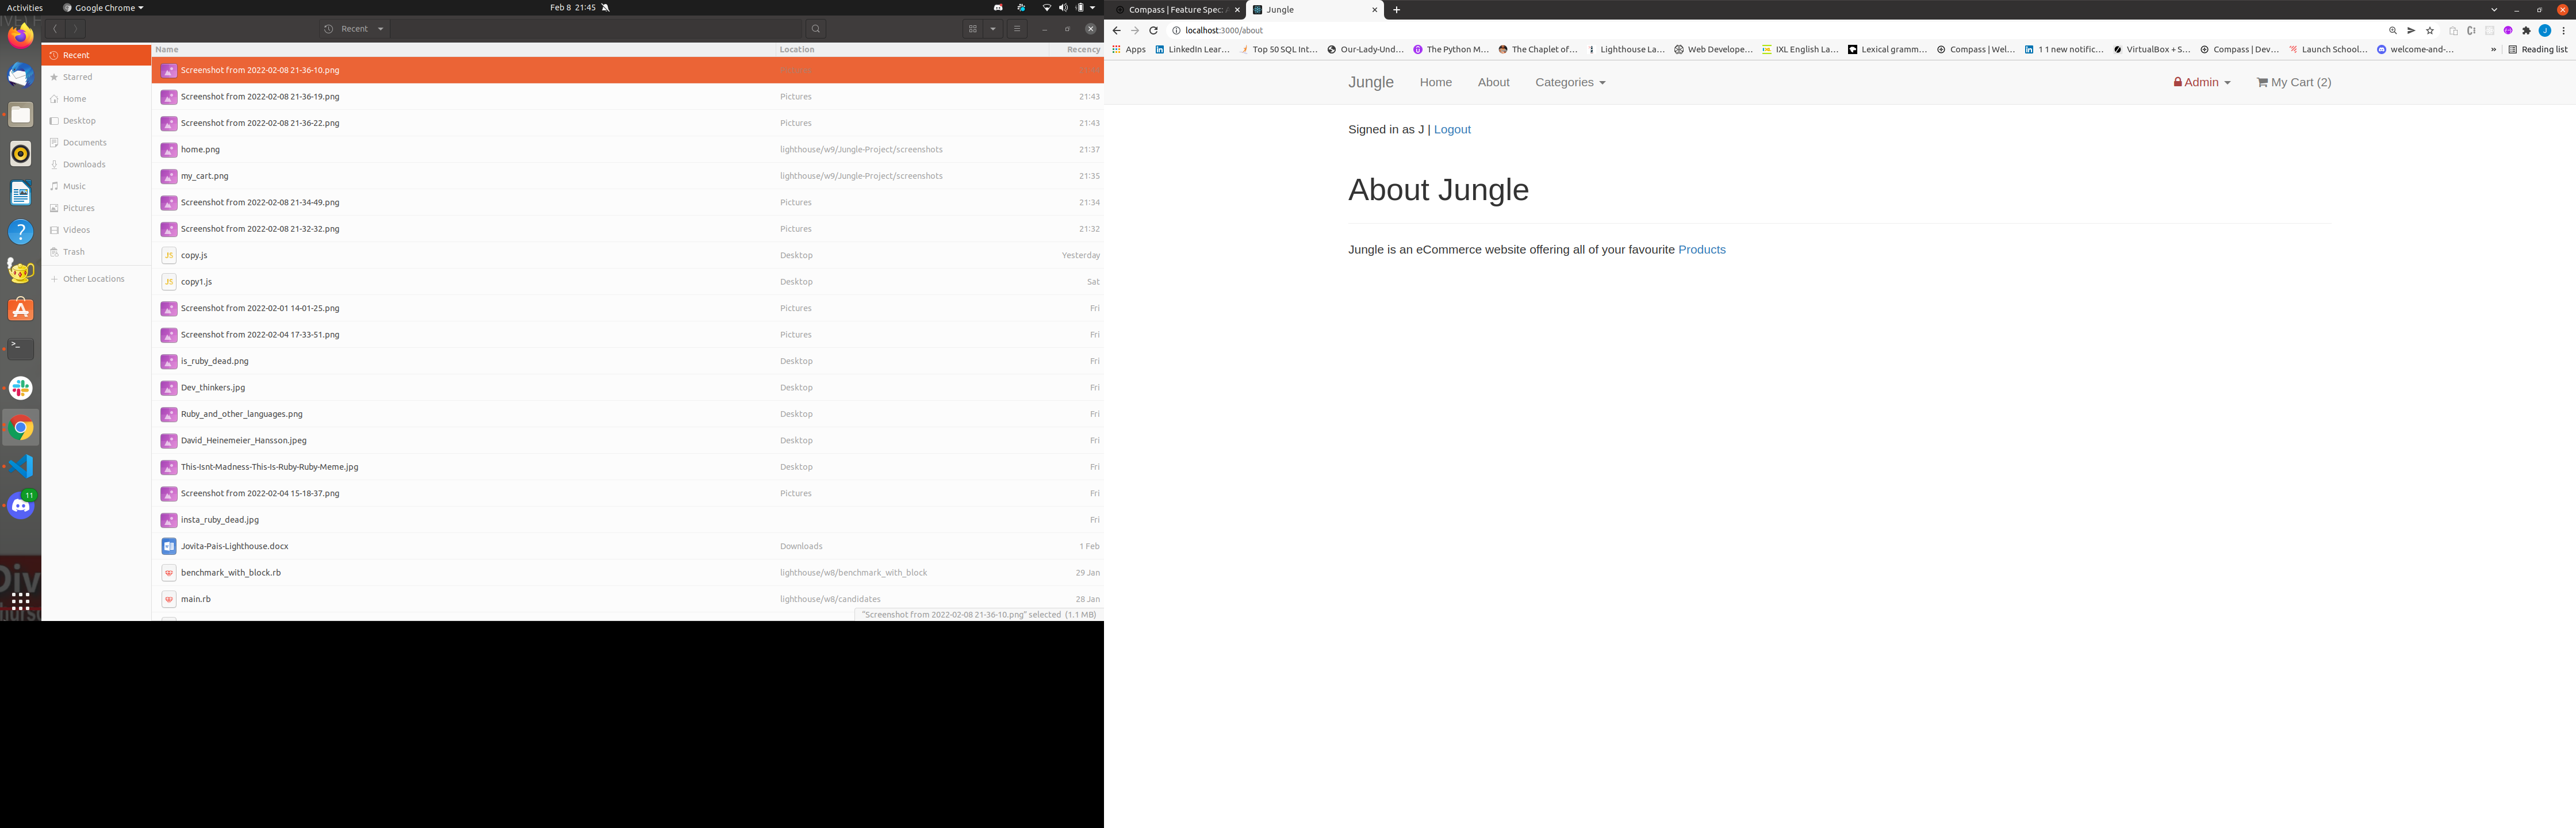 Activities Google Chrome Feb 8 21:45
Recent
Recent
Starred
Home
Desktop
Documents
Downloads
Music
Pictures
Videos
Trash
Other Locations
Name Location Recency
Screenshot from 2022-02-08 21-36-10.png
Screenshot from 2022-02-08 21-36-19.png Pictures 21:43
Screenshot from 2022-02-08 21-36-22.png Pictures 21:43
home.png lighthouse/w9/Jungle-Project/screenshots 21:37
my_cart.png lighthouse/w9/Jungle-Project/screenshots 21:35
Screenshot from 2022-02-08 21-34-49.png Pictures 21:34
Screenshot from 2022-02-08 21-32-32.png Pictures 21:32
JS copy.js Desktop Yesterday
JS copy1.js Desktop Sat
Screenshot from 2022-02-01 14-01-25.png Pictures Fri
Screenshot from 2022-02-04 17-33-51.png Pictures Fri
is_ruby_dead.png Desktop Fri
Dev_thinkers.jpg Desktop Fri
Ruby_and_other_languages.png Desktop Fri
David_Heinemeier_Hansson.jpeg Desktop Fri
This-Isnt-Madness-This-Is-Ruby-Ruby-Meme.jpg Desktop Fri
Screenshot from 2022-02-04 15-18-37.png Pictures Fri
insta_ruby_dead.jpg Fri
Jovita-Pais-Lighthouse.docx Downloads 1 Feb
benchmark_with_block.rb lighthouse/w8/benchmark_with_block 29 Jan
main.rb lighthouse/w8/candidates 28 Jan
"Screenshot from 2022-02-08 21-36-10.png" selected (1.1 MB)
11
Div
Compass | Feature Spec: Jungle
localhost:3000/about
Apps LinkedIn Lear… Top 50 SQL Int… Our-Lady-Und… The Python M… The Chaplet of… Lighthouse La… Web Develope… IXL English La… Lexical gramm… Compass | Wel… 1 1 new notific… VirtualBox + S… Compass | Dev… Launch School… welcome-and-… » Reading list
Jungle Home About Categories Admin My Cart (2)
Signed in as J | Logout
About Jungle
Jungle is an eCommerce website offering all of your favourite Products